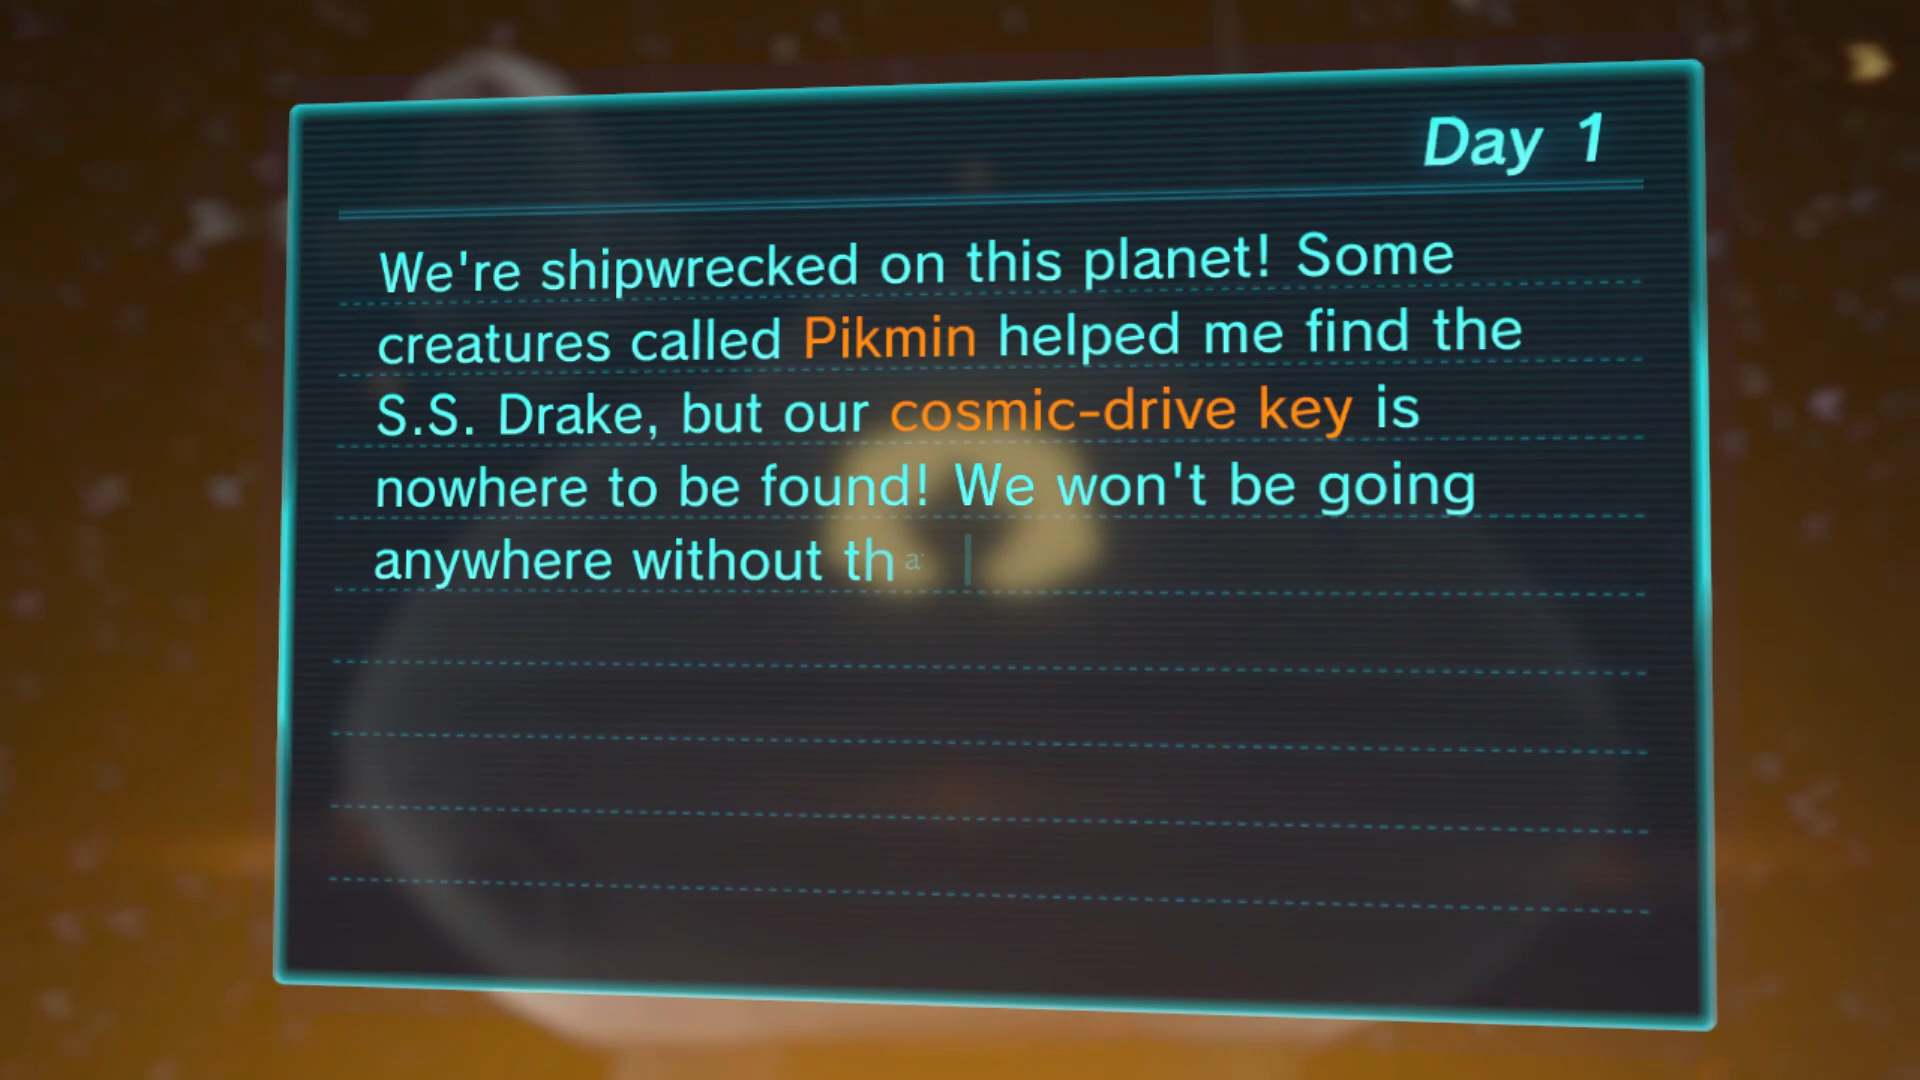 Day 1
We're shipwrecked on this planet! Some
creatures called Pikmin helped me find the
S.S. Drake, but our cosmic-drive key is
nowhere to be found! We won't be going
anywhere without tha